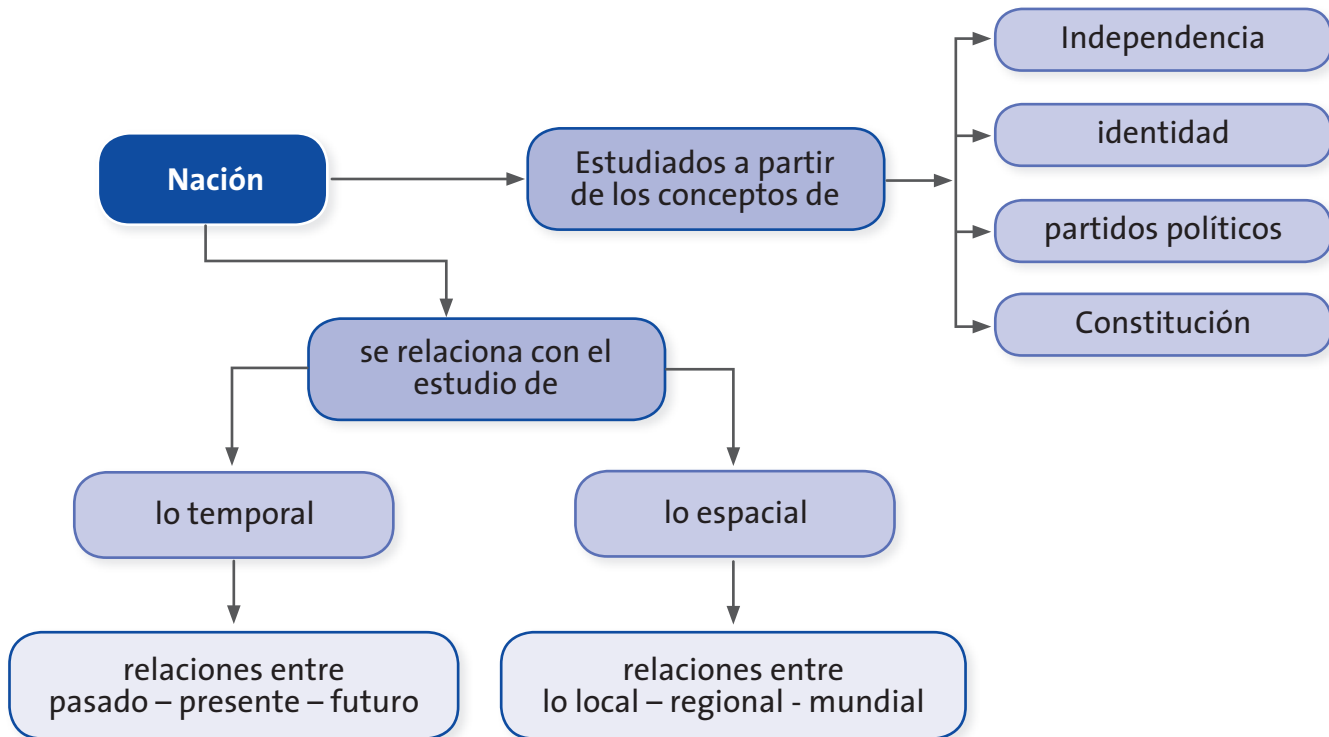 Nación
Estudiados a partir
de los conceptos de
Independencia
identidad
partidos políticos
Constitución
se relaciona con el
estudio de
lo temporal
lo espacial
relaciones entre
pasado – presente – futuro
relaciones entre
lo local – regional - mundial